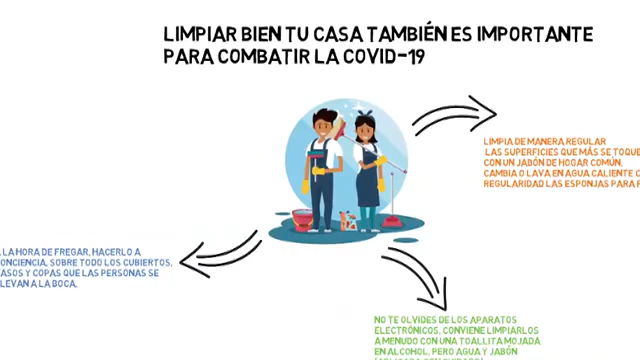 LIMPIAR BIEN TU CASA TAMBIÉN ES IMPORTANTE
PARA COMBATIR LA COVID-19
LIMPIA DE MANERA REGULAR
LAS SUPERFICIES QUE MÁS SE TOQUE
CON UN JABÓN DE HOGAR COMÚN,
CAMBIA O LAVA EN AGUA CALIENTE C
REGULARIDAD LAS ESPONJAS PARA
LA HORA DE FREGAR, HACERLO A
ONCIENCIA, SOBRE TODO LOS CUBIERTOS,
ASOS Y COPAS QUE LAS PERSONAS SE
LLEVAN A LA BOCA.
NO TE OLVIDES DE LOS APARATOS
ELECTRÓNICOS, CONVIENE LIMPIARLOS
A MENUDO CON UNA TOALLITA MOJADA
EN ALCOHOL, PERO AGUA Y JABÓN